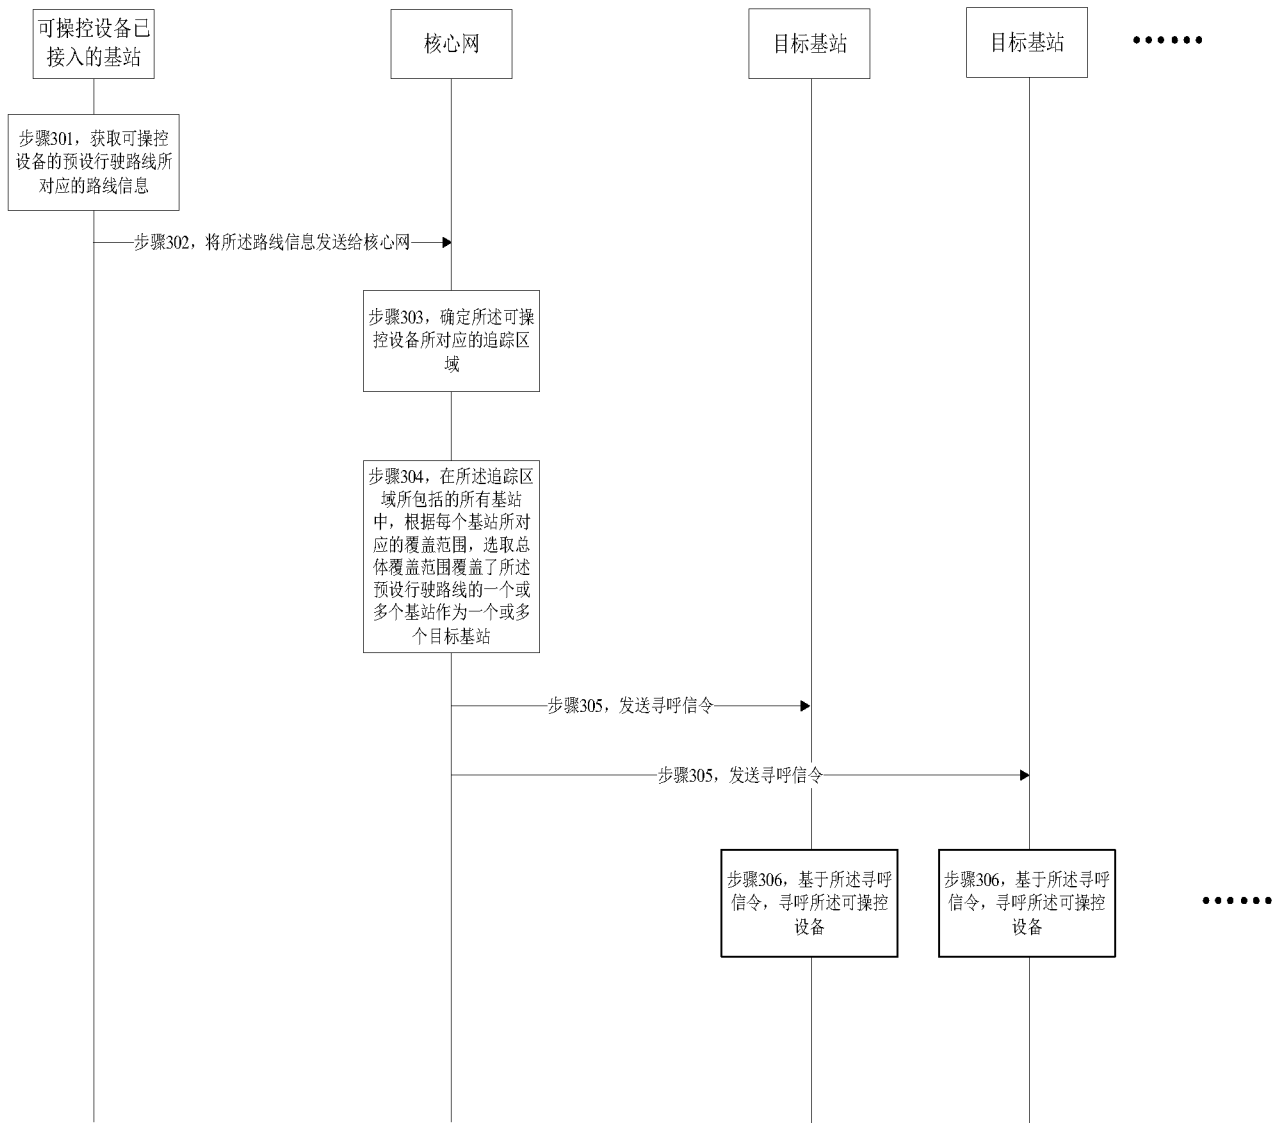 可操控设备已
接入的基站
核心网
目标基站
目标基站
……
步骤301，获取可操控
设备的预设行驶路线所
对应的路线信息
步骤302，将所述路线信息发送给核心网
步骤303，确定所述可操
控设备所对应的追踪区
域
步骤304，在所述追踪区
域所包括的所有基站
中，根据每个基站所对
应的覆盖范围，选取总
体覆盖范围覆盖了所述
预设行驶路线的一个或
多个基站作为一个或多
个目标基站
步骤305，发送寻呼信令
步骤305，发送寻呼信令
步骤306，基于所述寻呼
信令，寻呼所述可操控
设备
步骤306，基于所述寻呼
信令，寻呼所述可操控
设备
……